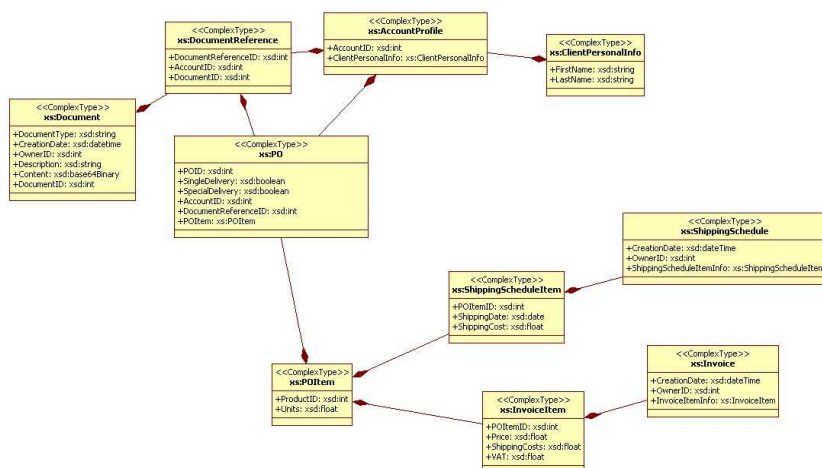 <<ComplexType>>
xs:DocumentReference
+DocumentReferenceID: xsd:int
+AccountID: xsd:int
+DocumentID: xsd:int
<<ComplexType>>
xs:AccountProfile
+AccountID: xsd:int
+ClientPersonalInfo: xs:ClientPersonalInfo
<<ComplexType>>
xs:ClientPersonalInfo
+FirstName: xsd:string
+LastName: xsd:string
<<ComplexType>>
xs:Document
+DocumentType: xsd:string
+CreationDate: xsd:datetime
+OwnerID: xsd:int
+Description: xsd:string
+Content: xsd:base64Binary
+DocumentID: xsd:int
<<ComplexType>>
xs:PO
+POID: xsd:int
+SingleDelivery: xsd:boolean
+SpecialDelivery: xsd:boolean
+AccountID: xsd:int
+DocumentReferenceID: xsd:int
+POItem: xs:POItem
<<ComplexType>>
xs:ShippingSchedule
+CreationDate: xsd:dateTime
+OwnerID: xsd:int
+ShippingScheduleItemInfo: xs:ShippingScheduleItem
<<ComplexType>>
xs:ShippingScheduleItem
+POItemID: xsd:int
+ShippingDate: xsd:date
+ShippingCost: xsd:float
<<ComplexType>>
xs:Invoice
+CreationDate: xsd:dateTime
+OwnerID: xsd:int
+InvoiceItemInfo: xs:InvoiceItem
<<ComplexType>>
xs:POItem
+ProductID: xsd:int
+Units: xsd:float
<<ComplexType>>
xs:InvoiceItem
+POItemID: xsd:int
+Price: xsd:float
+ShippingCosts: xsd:float
+VAT: xsd:float